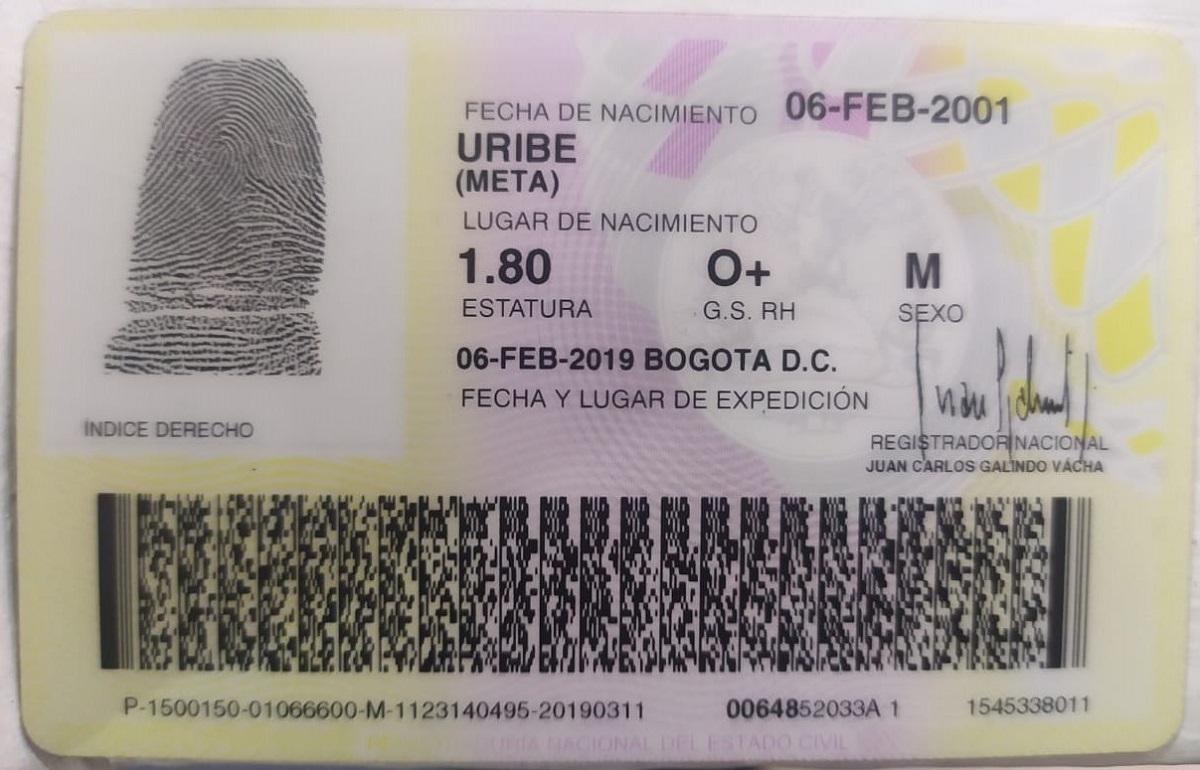 FECHA DE NACIMIENTO 06-FEB-2001
URIBE
(META)
LUGAR DE NACIMIENTO
1.80 O+ M
ESTATURA G.S. RH SEXO
06-FEB-2019 BOGOTA D.C.
FECHA Y LUGAR DE EXPEDICIÓN
ÍNDICE DERECHO
REGISTRADOR NACIONAL
JUAN CARLOS GALINDO VÁCHA
P-1500150-01066600-M-1123140495-20190311 0064852033A 1 1545338011
NACIONAL DEL ESTADO CIVIL